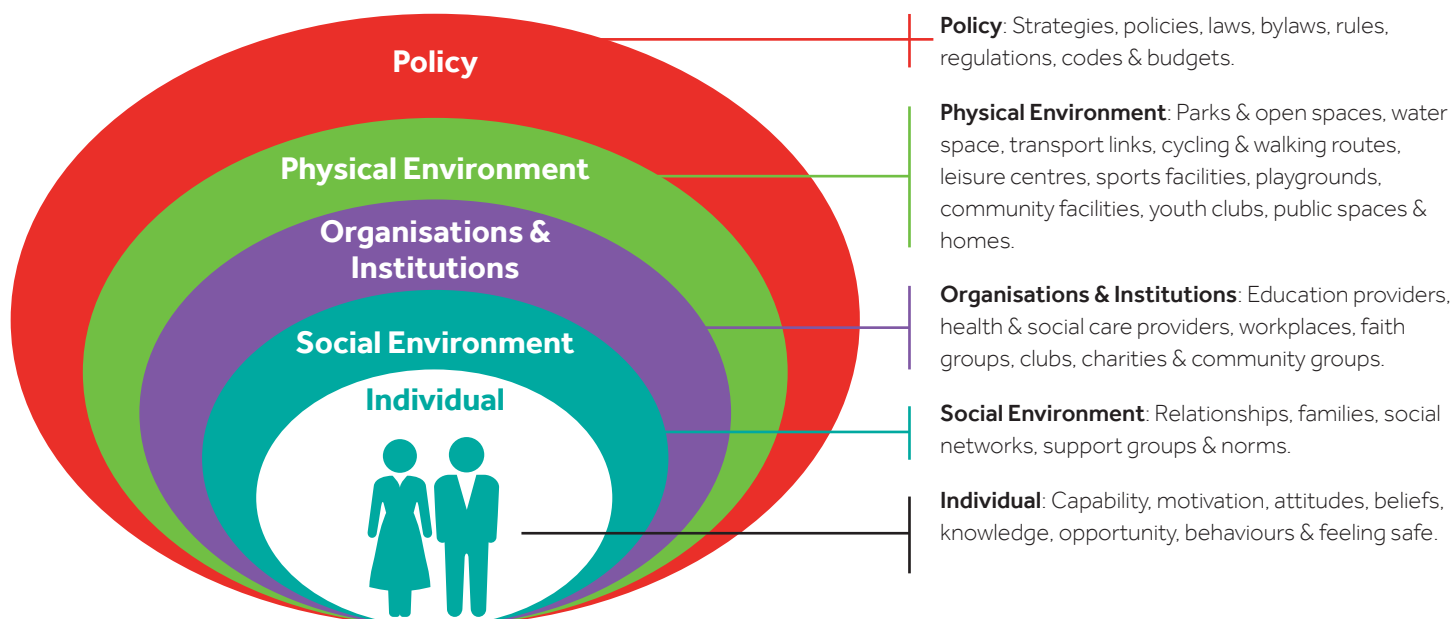 Policy
Physical Environment
Organisations &
Institutions
Social Environment
Individual
Policy: Strategies, policies, laws, bylaws, rules,
regulations, codes & budgets.
Physical Environment: Parks & open spaces, water
space, transport links, cycling & walking routes,
leisure centres, sports facilities, playgrounds,
community facilities, youth clubs, public spaces &
homes.
Organisations & Institutions: Education providers,
health & social care providers, workplaces, faith
groups, clubs, charities & community groups.
Social Environment: Relationships, families, social
networks, support groups & norms.
Individual: Capability, motivation, attitudes, beliefs,
knowledge, opportunity, behaviours & feeling safe.